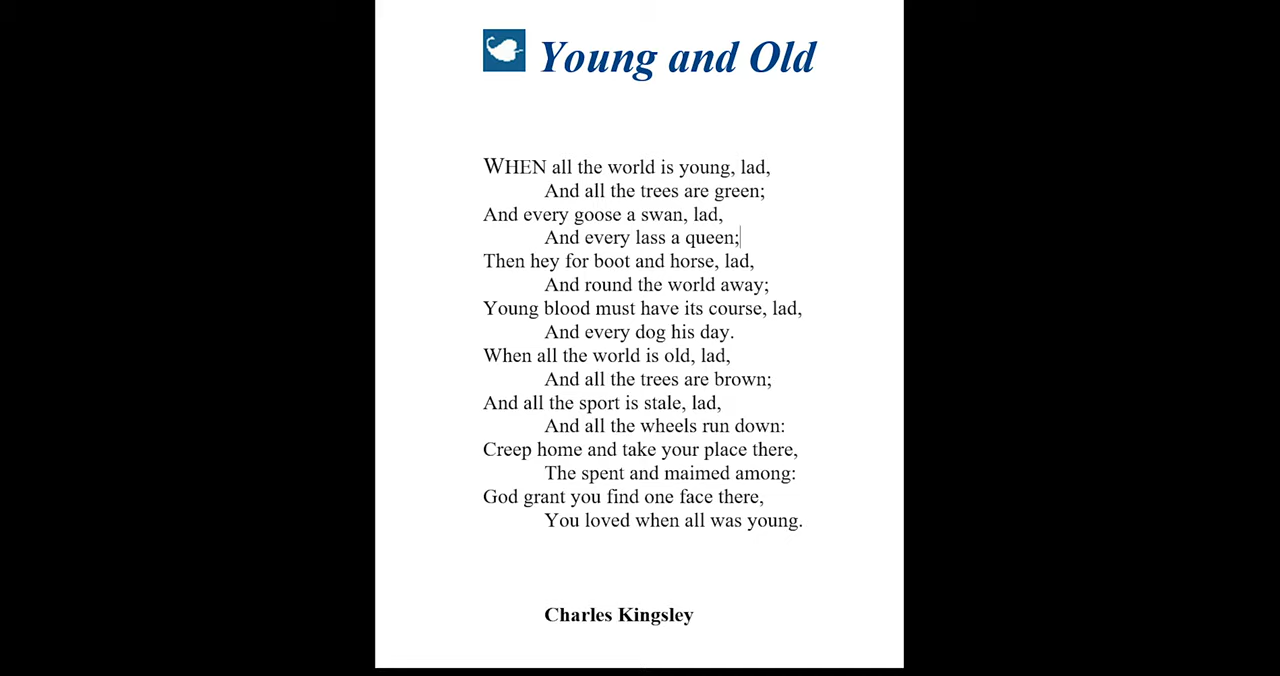 Young and Old
WHEN all the world is young, lad,
And all the trees are green;
And every goose a swan, lad,
And every lass a queen;
Then hey for boot and horse, lad,
And round the world away;
Young blood must have its course, lad,
And every dog his day.
When all the world is old, lad,
And all the trees are brown;
And all the sport is stale, lad,
And all the wheels run down:
Creep home and take your place there,
The spent and maimed among:
God grant you find one face there,
You loved when all was young.
Charles Kingsley